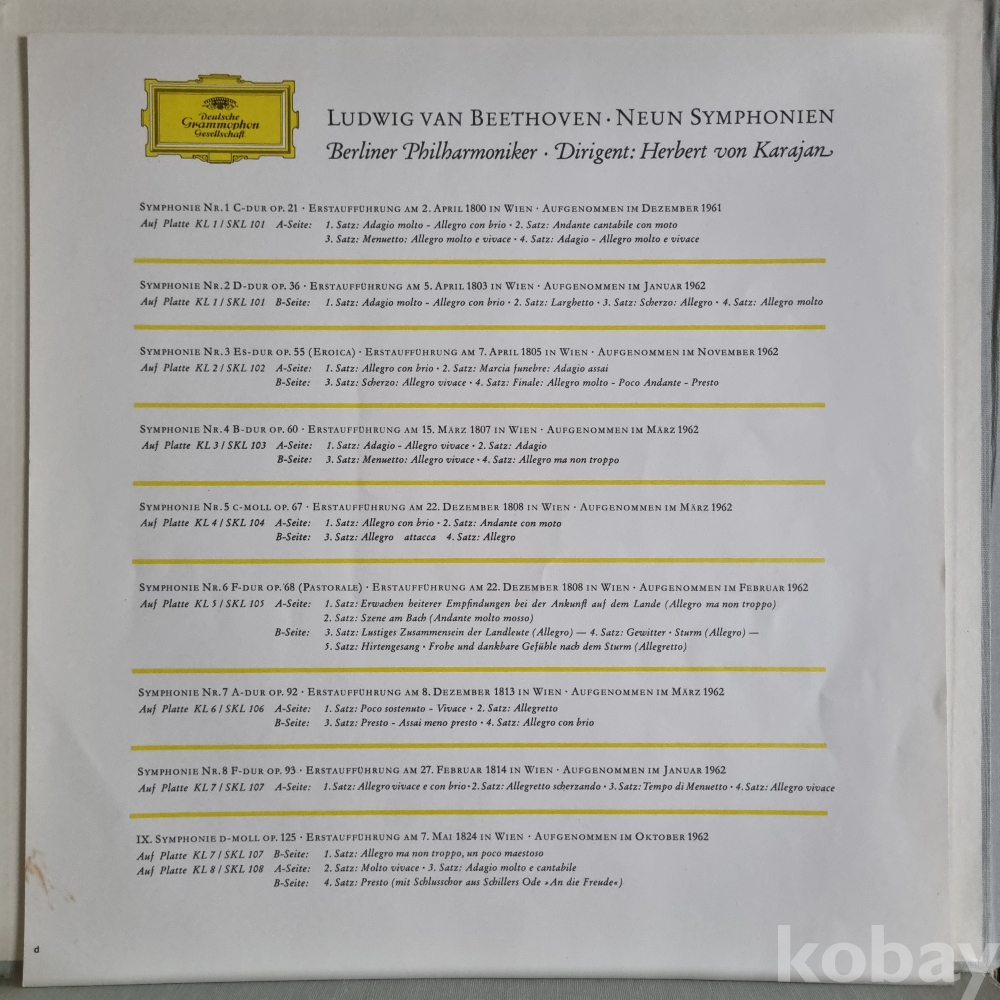 Deutsche
Grammophon
Gesellschaft
LUDWIG VAN BEETHOVEN · NEUN SYMPHONIEN
Berliner Philharmoniker · Dirigent: Herbert von Karajan
SYMPHONIE NR. 1 C-DUR OP. 21 · ERSTAUFFÜHRUNG AM 2. APRIL 1800 IN WIEN · AUFGENOMMEN IM DEZEMBER 1961
Auf Platte KL 1 / SKL 101 A-Seite: 1. Satz: Adagio molto - Allegro con brio · 2. Satz: Andante cantabile con moto
3. Satz: Menuetto: Allegro molto e vivace · 4. Satz: Adagio - Allegro molto e vivace
SYMPHONIE NR. 2 D-DUR OP. 36 · ERSTAUFFÜHRUNG AM 5. APRIL 1803 IN WIEN · AUFGENOMMEN IM JANUAR 1962
Auf Platte KL 1 / SKL 101 B-Seite: 1. Satz: Adagio molto - Allegro con brio · 2. Satz: Larghetto · 3. Satz: Scherzo: Allegro · 4. Satz: Allegro molto
SYMPHONIE NR. 3 ES-DUR OP. 55 (EROICA) · ERSTAUFFÜHRUNG AM 7. APRIL 1805 IN WIEN · AUFGENOMMEN IM NOVEMBER 1962
Auf Platte KL 2 / SKL 102 A-Seite: 1. Satz: Allegro con brio · 2. Satz: Marcia funebre: Adagio assai
B-Seite: 3. Satz: Scherzo: Allegro vivace · 4. Satz: Finale: Allegro molto - Poco Andante - Presto
SYMPHONIE NR. 4 B-DUR OP. 60 · ERSTAUFFÜHRUNG AM 15. MÄRZ 1807 IN WIEN · AUFGENOMMEN IM MÄRZ 1962
Auf Platte KL 3 / SKL 103 A-Seite: 1. Satz: Adagio - Allegro vivace · 2. Satz: Adagio
B-Seite: 3. Satz: Menuetto: Allegro vivace · 4. Satz: Allegro ma non troppo
SYMPHONIE NR. 5 C-MOLL OP. 67 · ERSTAUFFÜHRUNG AM 22. DEZEMBER 1808 IN WIEN · AUFGENOMMEN IM MÄRZ 1962
Auf Platte KL 4 / SKL 104 A-Seite: 1. Satz: Allegro con brio · 2. Satz: Andante con moto
B-Seite: 3. Satz: Allegro attacca 4. Satz: Allegro
SYMPHONIE NR. 6 F-DUR OP. 68 (PASTORALE) · ERSTAUFFÜHRUNG AM 22. DEZEMBER 1808 IN WIEN · AUFGENOMMEN IM FEBRUAR 1962
Auf Platte KL 5 / SKL 105 A-Seite: 1. Satz: Erwachen heiterer Empfindungen bei der Ankunft auf dem Lande (Allegro ma non troppo)
2. Satz: Szene am Bach (Andante molto mosso)
B-Seite: 3. Satz: Lustiges Zusammensein der Landleute (Allegro) — 4. Satz: Gewitter · Sturm (Allegro) —
5. Satz: Hirtengesang · Frohe und dankbare Gefühle nach dem Sturm (Allegretto)
SYMPHONIE NR. 7 A-DUR OP. 92 · ERSTAUFFÜHRUNG AM 8. DEZEMBER 1813 IN WIEN · AUFGENOMMEN IM MÄRZ 1962
Auf Platte KL 6 / SKL 106 A-Seite: 1. Satz: Poco sostenuto - Vivace · 2. Satz: Allegretto
B-Seite: 3. Satz: Presto - Assai meno presto · 4. Satz: Allegro con brio
SYMPHONIE NR. 8 F-DUR OP. 93 · ERSTAUFFÜHRUNG AM 27. FEBRUAR 1814 IN WIEN · AUFGENOMMEN IM JANUAR 1962
Auf Platte KL 7 / SKL 107 A-Seite: 1. Satz: Allegro vivace e con brio · 2. Satz: Allegretto scherzando · 3. Satz: Tempo di Menuetto · 4. Satz: Allegro vivace
IX. SYMPHONIE D-MOLL OP. 125 · ERSTAUFFÜHRUNG AM 7. MAI 1824 IN WIEN · AUFGENOMMEN IM OKTOBER 1962
Auf Platte KL 7 / SKL 107 B-Seite: 1. Satz: Allegro ma non troppo, un poco maestoso
Auf Platte KL 8 / SKL 108 A-Seite: 2. Satz: Molto vivace · 3. Satz: Adagio molto e cantabile
B-Seite: 4. Satz: Presto (mit Schlusschor aus Schillers Ode »An die Freude«)
d
kobay